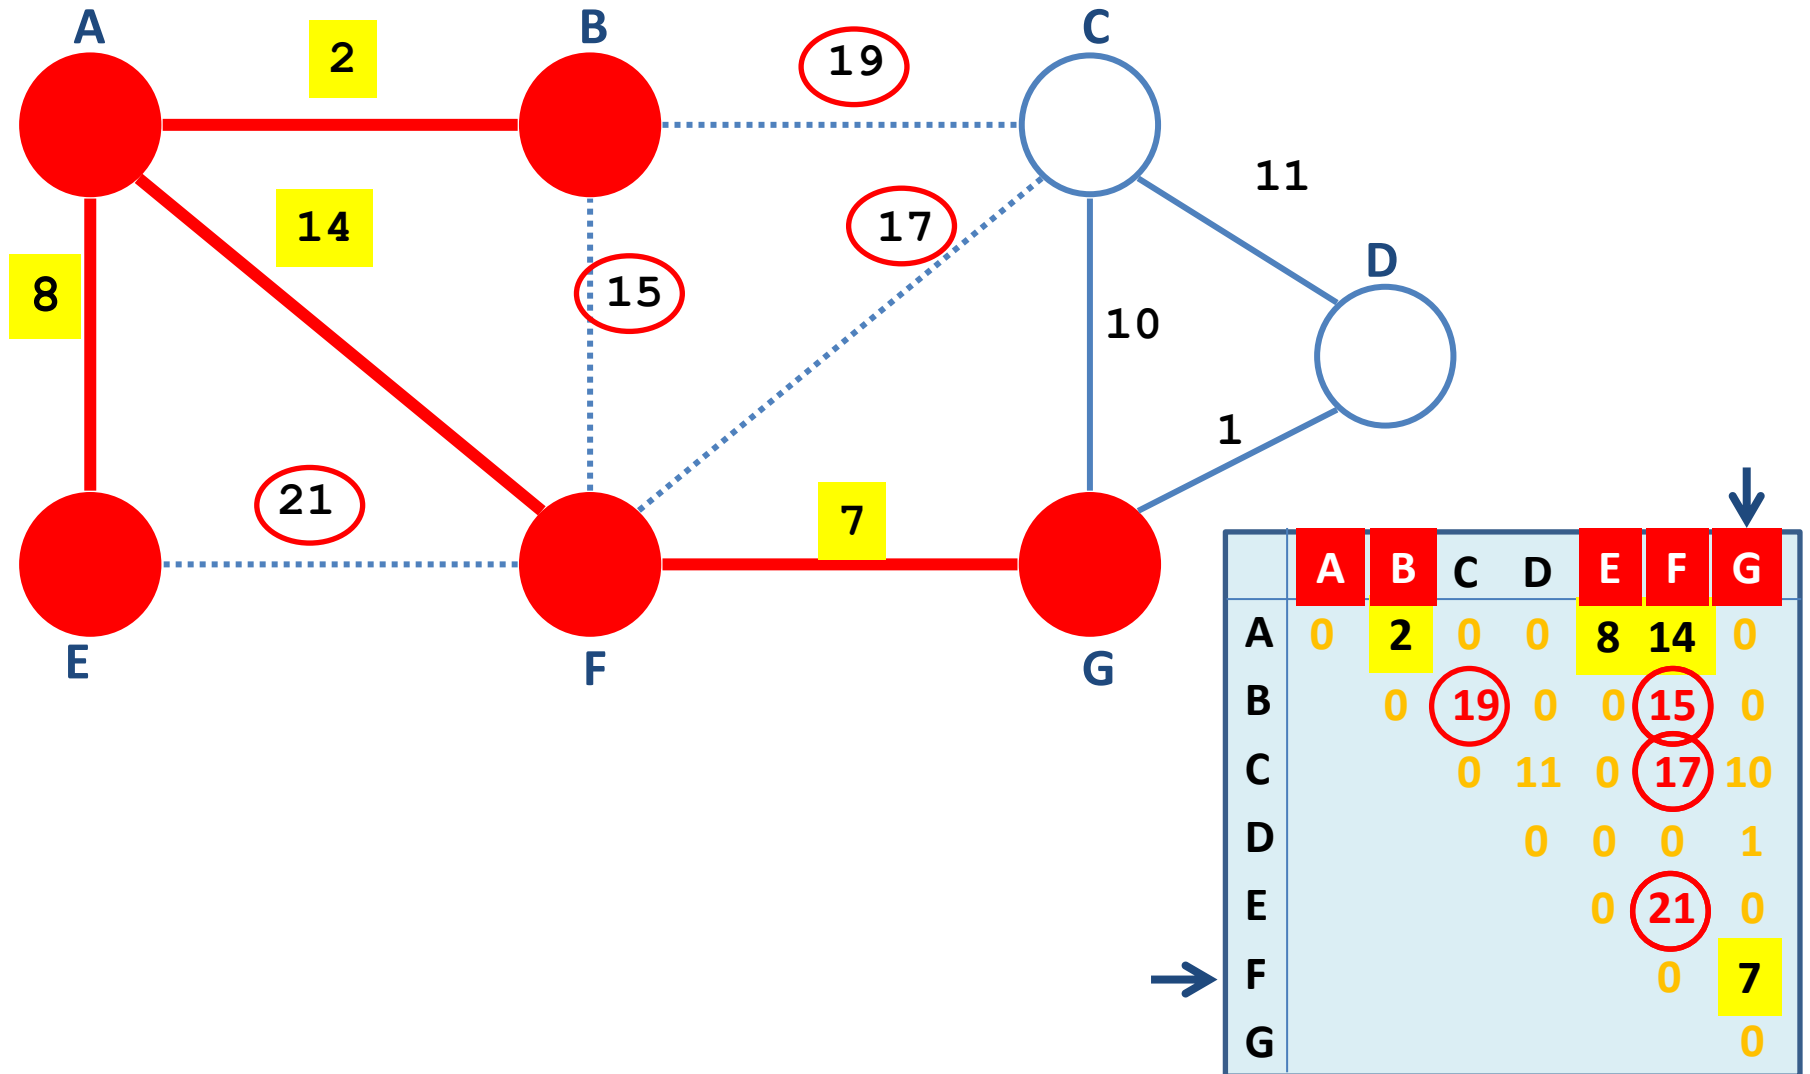 A B C
2 19
14 17 11
8 15 D
10
1
21 7
E F G
A B C D E F G
A 0 2 0 0 8 14 0
B 0 19 0 0 15 0
C 0 11 0 17 10
D 0 0 0 1
E 0 21 0
F 0 7
G 0